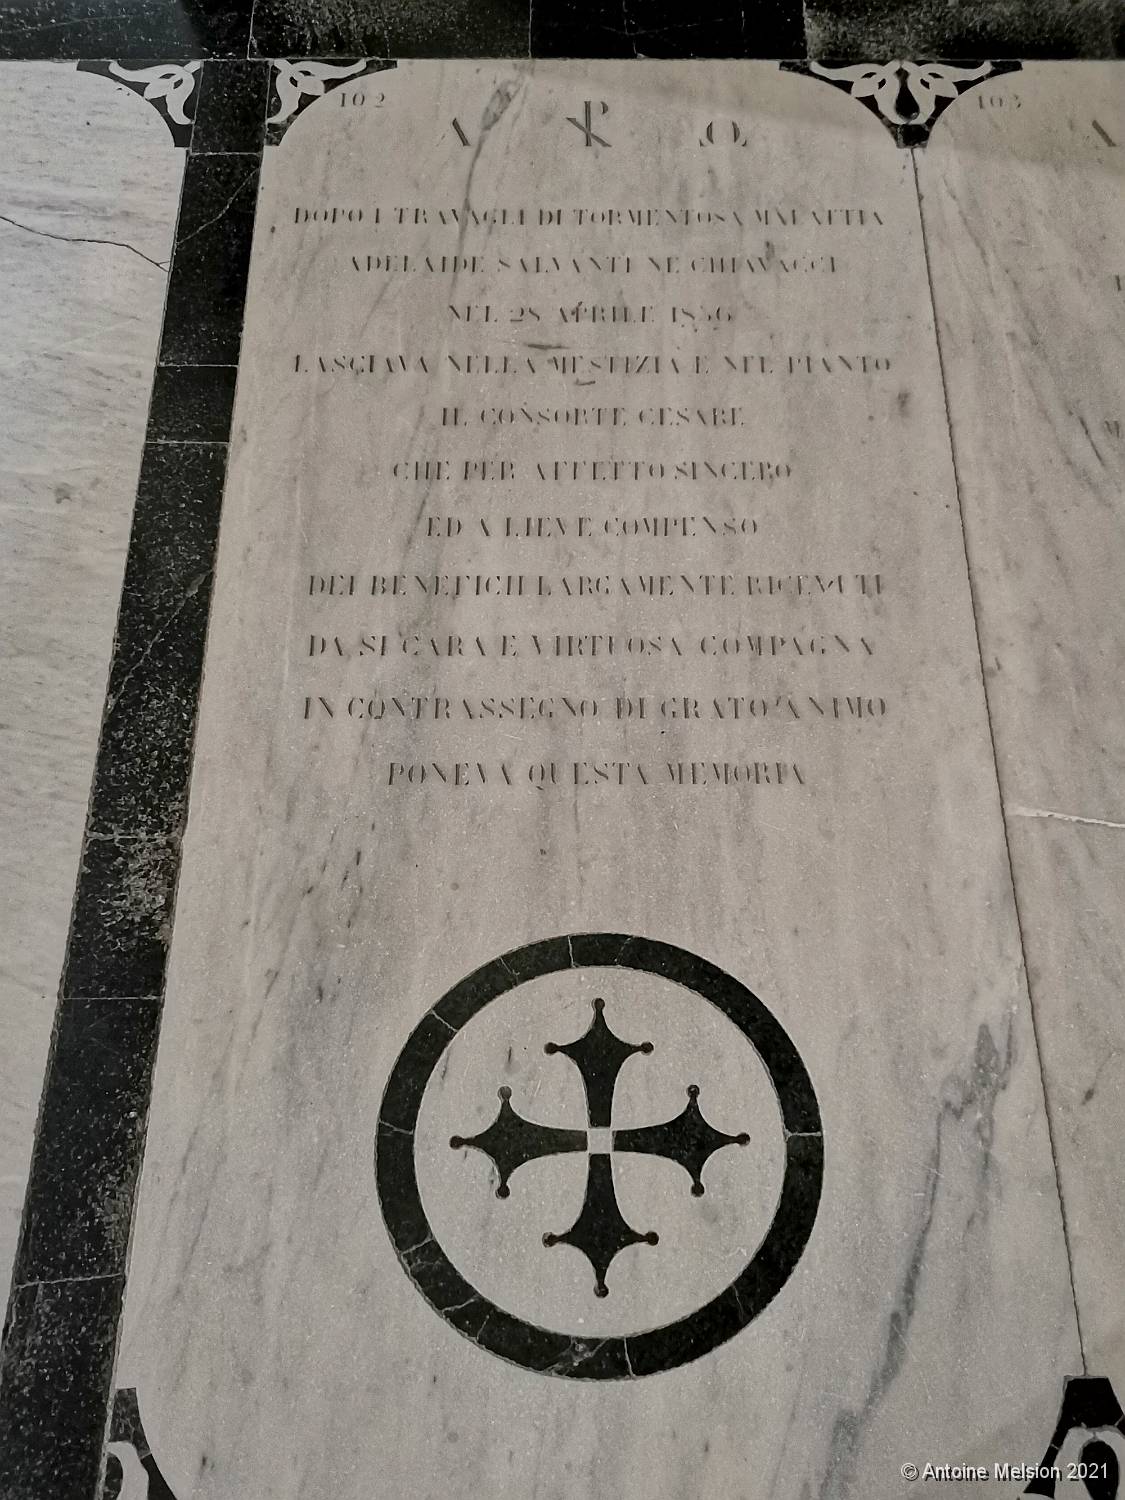 102
Α ☧ Ω
103
Α
DOPO I TRAVAGLI DI TORMENTOSA MALATTIA
ADELAIDE SALVANTI NE' CHIAVACCI
NEL 28 APRILE 1856
LASCIAVA NELLA MESTIZIA E NEL PIANTO
IL CONSORTE CESARE
CHE PER AFFETTO SINCERO
ED A LIEVE COMPENSO
DEI BENEFICII LARGAMENTE RICEVUTI
DA SÌ CARA E VIRTUOSA COMPAGNA
IN CONTRASSEGNO DI GRATO ANIMO
PONEVA QUESTA MEMORIA
© Antoine Melsion 2021